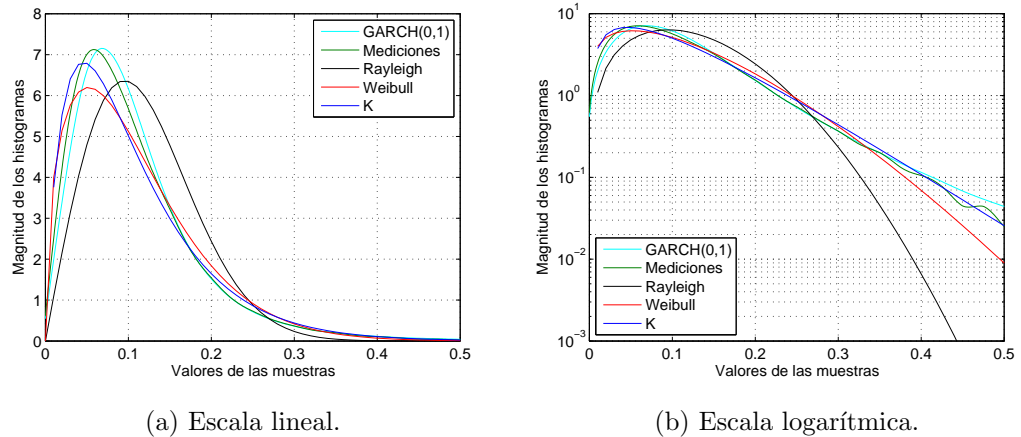 Magnitud de los histogramas
8
7
6
5
4
3
2
1
0
0
0.1
0.2
0.3
0.4
0.5
Valores de las muestras
GARCH(0,1)
Mediciones
Rayleigh
Weibull
K
(a) Escala lineal.
Magnitud de los histogramas
10^1
10^0
10^-1
10^-2
10^-3
0
0.1
0.2
0.3
0.4
0.5
Valores de las muestras
GARCH(0,1)
Mediciones
Rayleigh
Weibull
K
(b) Escala logarítmica.